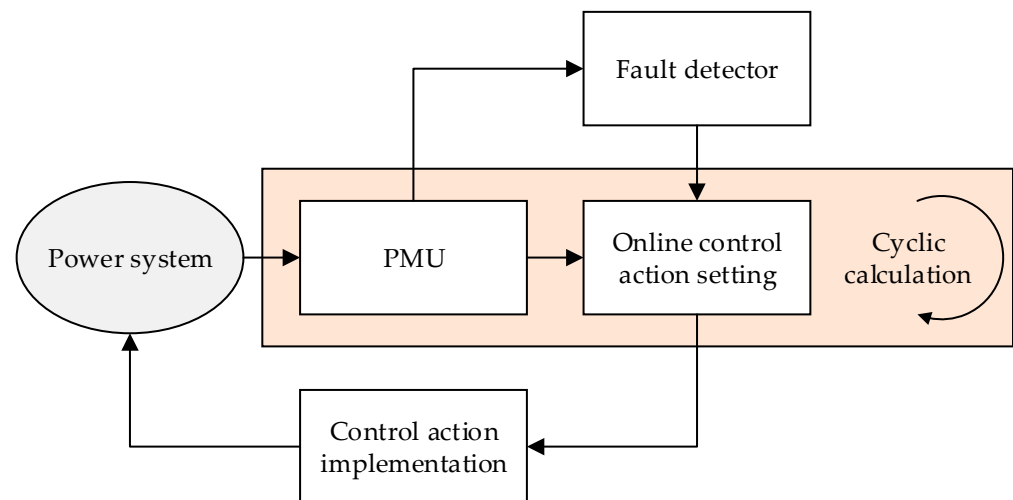 Fault detector
Power system
PMU
Online control
action setting
Cyclic
calculation
Control action
implementation